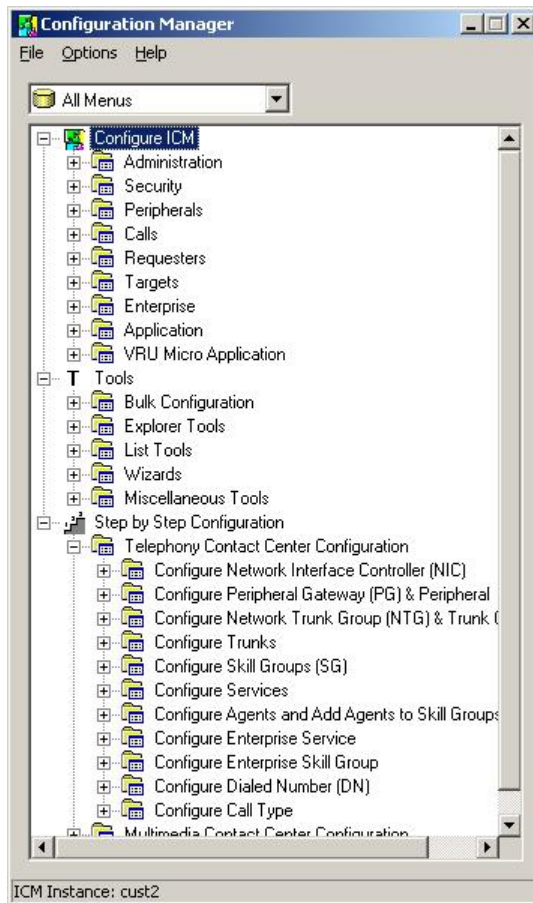 Configuration Manager
File Options Help
All Menus
Configure ICM
Administration
Security
Peripherals
Calls
Requesters
Targets
Enterprise
Application
VRU Micro Application
T Tools
Bulk Configuration
Explorer Tools
List Tools
Wizards
Miscellaneous Tools
Step by Step Configuration
Telephony Contact Center Configuration
Configure Network Interface Controller (NIC)
Configure Peripheral Gateway (PG) & Peripheral
Configure Network Trunk Group (NTG) & Trunk (
Configure Trunks
Configure Skill Groups (SG)
Configure Services
Configure Agents and Add Agents to Skill Groups
Configure Enterprise Service
Configure Enterprise Skill Group
Configure Dialed Number (DN)
Configure Call Type
Multimedia Contact Center Configuration
ICM Instance: cust2